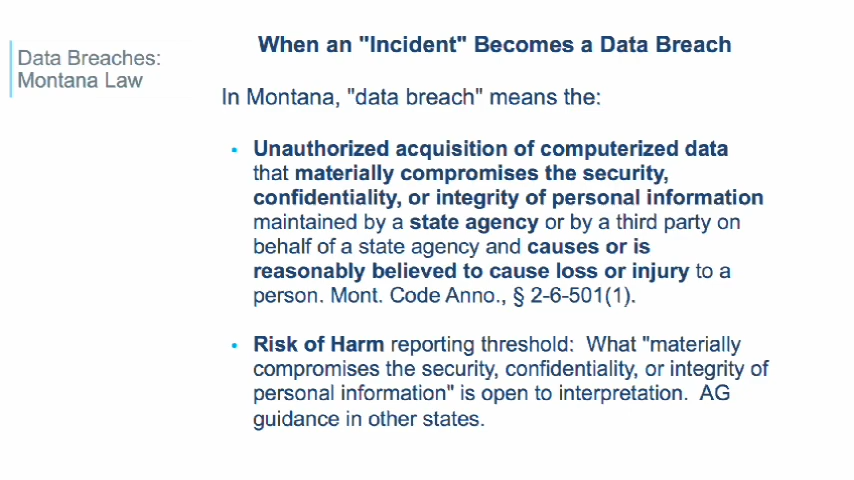 Data Breaches:
Montana Law
When an "Incident" Becomes a Data Breach
In Montana, "data breach" means the:
• Unauthorized acquisition of computerized data
that materially compromises the security,
confidentiality, or integrity of personal information
maintained by a state agency or by a third party on
behalf of a state agency and causes or is
reasonably believed to cause loss or injury to a
person. Mont. Code Anno., § 2-6-501(1).
• Risk of Harm reporting threshold: What "materially
compromises the security, confidentiality, or integrity of
personal information" is open to interpretation. AG
guidance in other states.